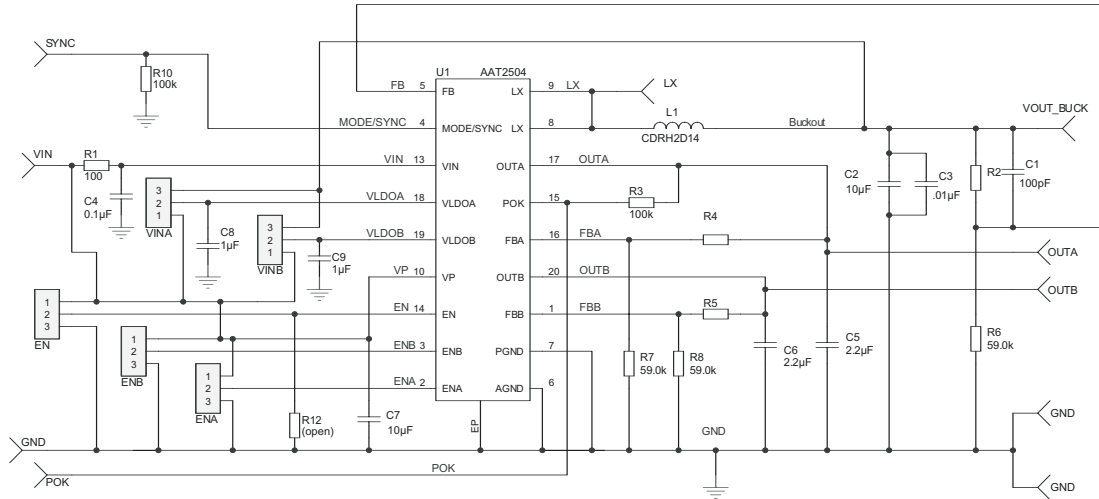 SYNC
R10
100k
U1
AAT2504
FB 5
FB
LX
9 LX
LX
MODE/SYNC 4
MODE/SYNC
LX
8
L1
CDRH2D14
Buckout
VOUT_BUCK
VIN
R1
100
VIN 13
VIN
OUTA
17 OUTA
C4
0.1µF
3
2
1
VINA
VLDOA 18
VLDOA
POK
15
R3
100k
C2
10µF
C3
.01µF
R2
C1
100pF
C8
1µF
3
2
1
VINB
VLDOB 19
VLDOB
FBA
16 FBA
R4
OUTA
C9
1µF
VP 10
VP
OUTB
20 OUTB
OUTB
1
2
3
EN
EN 14
EN
FBB
1 FBB
R5
1
2
3
ENB
ENB 3
ENB
PGND
7
R7
59.0k
R8
59.0k
C6
2.2µF
C5
2.2µF
R6
59.0k
1
2
3
ENA
ENA 2
ENA
AGND
6
R12
(open)
C7
10µF
EP
GND
GND
GND
POK
POK
GND